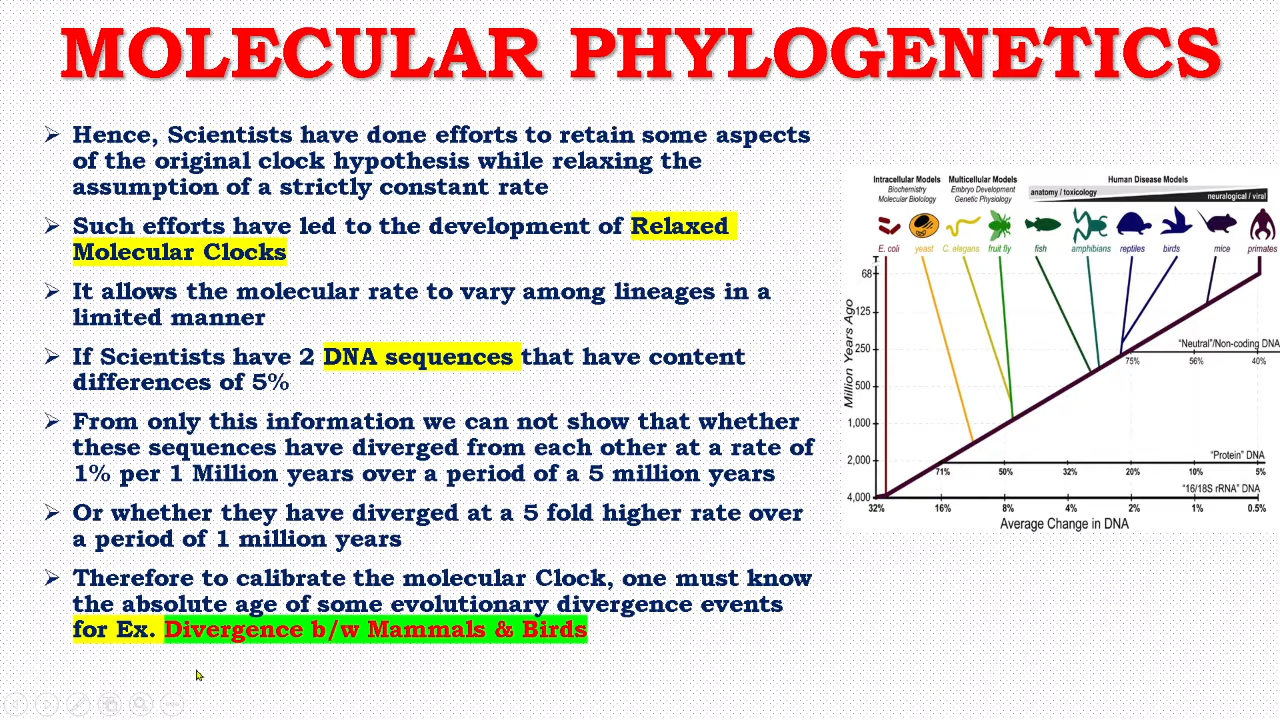 MOLECULAR PHYLOGENETICS
Hence, Scientists have done efforts to retain some aspects
of the original clock hypothesis while relaxing the
assumption of a strictly constant rate
Such efforts have led to the development of Relaxed
Molecular Clocks
It allows the molecular rate to vary among lineages in a
limited manner
If Scientists have 2 DNA sequences that have content
differences of 5%
From only this information we can not show that whether
these sequences have diverged from each other at a rate of
1% per 1 Million years over a period of a 5 million years
Or whether they have diverged at a 5 fold higher rate over
a period of 1 million years
Therefore to calibrate the molecular Clock, one must know
the absolute age of some evolutionary divergence events
for Ex. Divergence b/w Mammals & Birds
Intracellular Models Multicellular Models Human Disease Models
Biochemistry Embryo Development
Molecular Biology Genetic Physiology
anatomy / toxicology
neuralogical / viral
E. coli yeast C. elegans fruit fly fish amphibians reptiles birds mice primates
Million Years Ago
68
125
250
500
1,000
2,000
4,000
"Neutral"/Non-coding DNA
75% 56% 40%
"Protein" DNA
71% 50% 32% 20% 10% 5%
"16/18S rRNA" DNA
32% 16% 8% 4% 2% 1% 0.5%
Average Change in DNA